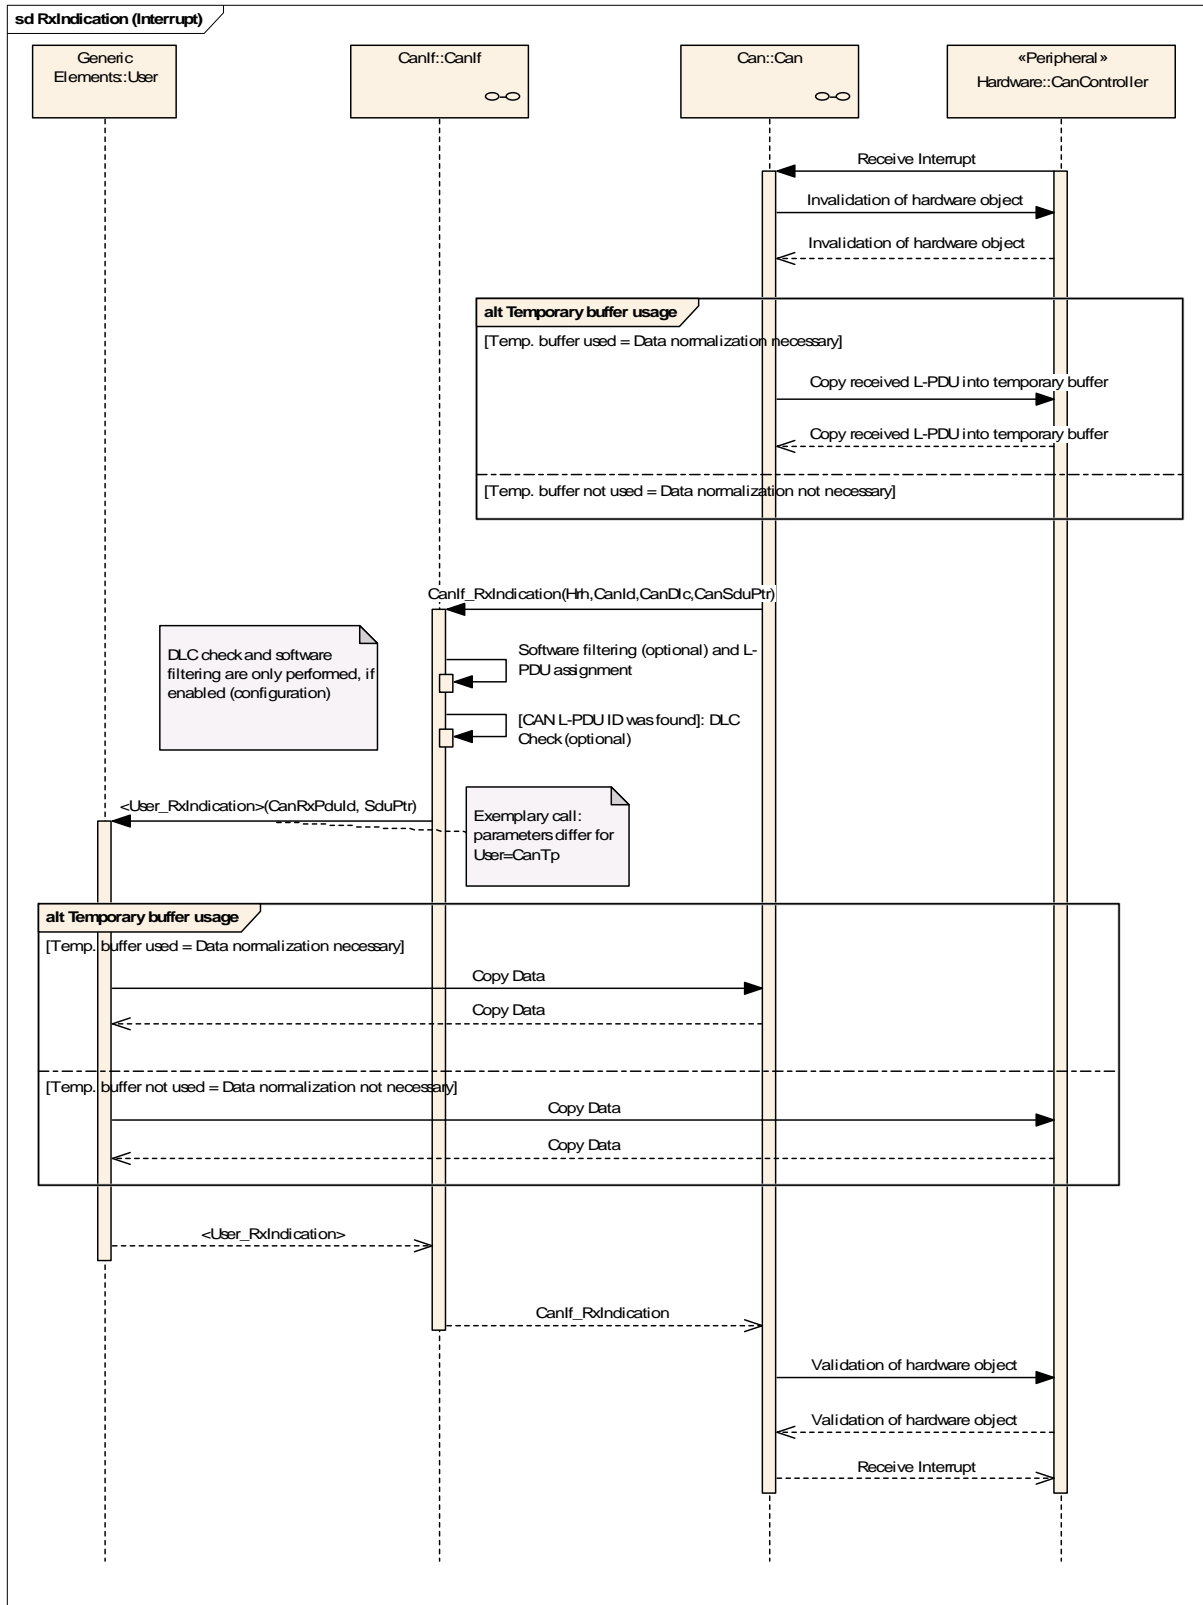 sd RxIndication (Interrupt)
Generic
Elements::User
CanIf::CanIf
Can::Can
«Peripheral»
Hardware::CanController
Receive Interrupt
Invalidation of hardware object
Invalidation of hardware object
alt Temporary buffer usage
[Temp. buffer used = Data normalization necessary]
Copy received L-PDU into temporary buffer
Copy received L-PDU into temporary buffer
[Temp. buffer not used = Data normalization not necessary]
CanIf_RxIndication(Hrh,CanId,CanDlc,CanSduPtr)
DLC check and software
filtering are only performed, if
enabled (configuration)
Software filtering (optional) and L-
PDU assignment
[CAN L-PDU ID was found]: DLC
Check (optional)
<User_RxIndication>(CanRxPduId, SduPtr)
Exemplary call:
parameters differ for
User=CanTp
alt Temporary buffer usage
[Temp. buffer used = Data normalization necessary]
Copy Data
Copy Data
[Temp. buffer not used = Data normalization not necessary]
Copy Data
Copy Data
<User_RxIndication>
CanIf_RxIndication
Validation of hardware object
Validation of hardware object
Receive Interrupt